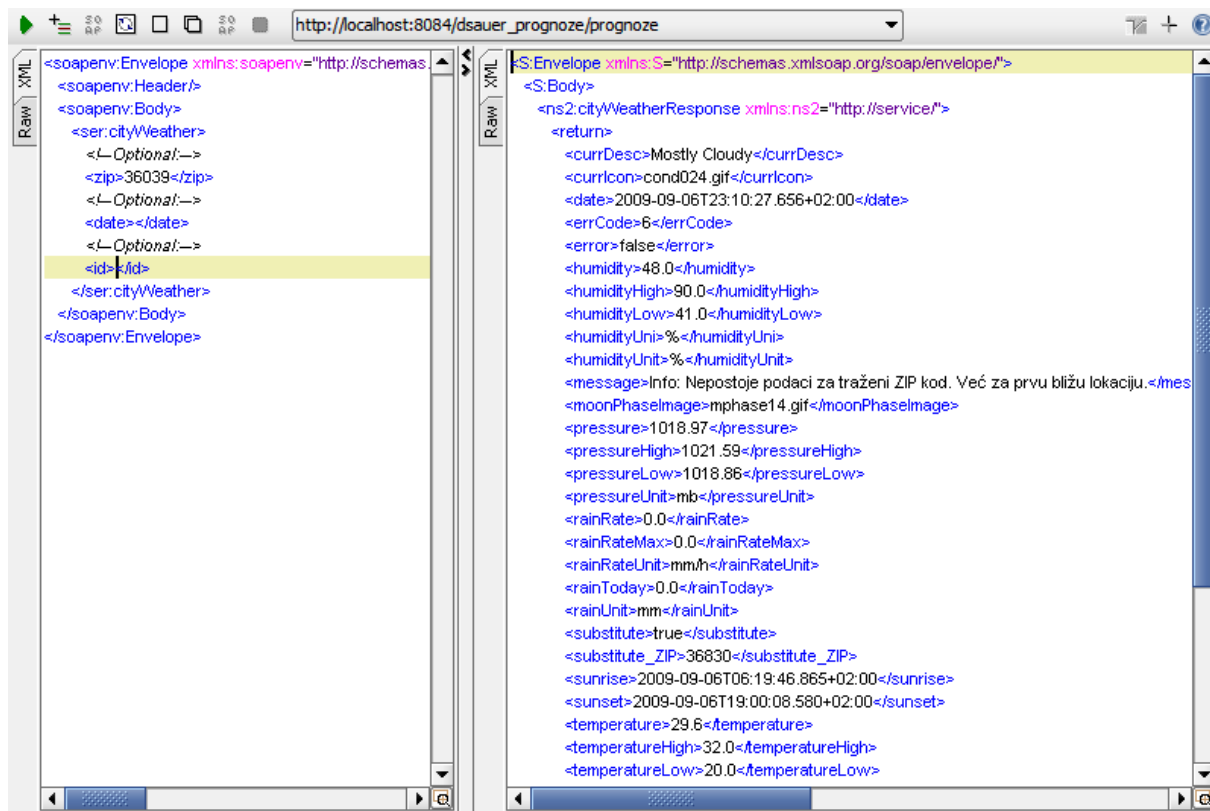 http://localhost:8084/dsauer_prognoze/prognoze
XML
Raw
<soapenv:Envelope xmlns:soapenv="http://schemas.
<soapenv:Header/>
<soapenv:Body>
<ser:cityWeather>
<!--Optional:-->
<zip>36039</zip>
<!--Optional:-->
<date></date>
<!--Optional:-->
<id></id>
</ser:cityWeather>
</soapenv:Body>
</soapenv:Envelope>
XML
Raw
<S:Envelope xmlns:S="http://schemas.xmlsoap.org/soap/envelope/">
<S:Body>
<ns2:cityWeatherResponse xmlns:ns2="http://service/">
<return>
<currDesc>Mostly Cloudy</currDesc>
<currIcon>cond024.gif</currIcon>
<date>2009-09-06T23:10:27.656+02:00</date>
<errCode>6</errCode>
<error>false</error>
<humidity>48.0</humidity>
<humidityHigh>90.0</humidityHigh>
<humidityLow>41.0</humidityLow>
<humidityUni>%</humidityUni>
<humidityUnit>%</humidityUnit>
<message>Info: Nepostoje podaci za traženi ZIP kod. Već za prvu bližu lokaciju.</mes
<moonPhaseImage>mphase14.gif</moonPhaseImage>
<pressure>1018.97</pressure>
<pressureHigh>1021.59</pressureHigh>
<pressureLow>1018.86</pressureLow>
<pressureUnit>mb</pressureUnit>
<rainRate>0.0</rainRate>
<rainRateMax>0.0</rainRateMax>
<rainRateUnit>mm/h</rainRateUnit>
<rainToday>0.0</rainToday>
<rainUnit>mm</rainUnit>
<substitute>true</substitute>
<substitute_ZIP>36830</substitute_ZIP>
<sunrise>2009-09-06T06:19:46.865+02:00</sunrise>
<sunset>2009-09-06T19:00:08.580+02:00</sunset>
<temperature>29.6</temperature>
<temperatureHigh>32.0</temperatureHigh>
<temperatureLow>20.0</temperatureLow>